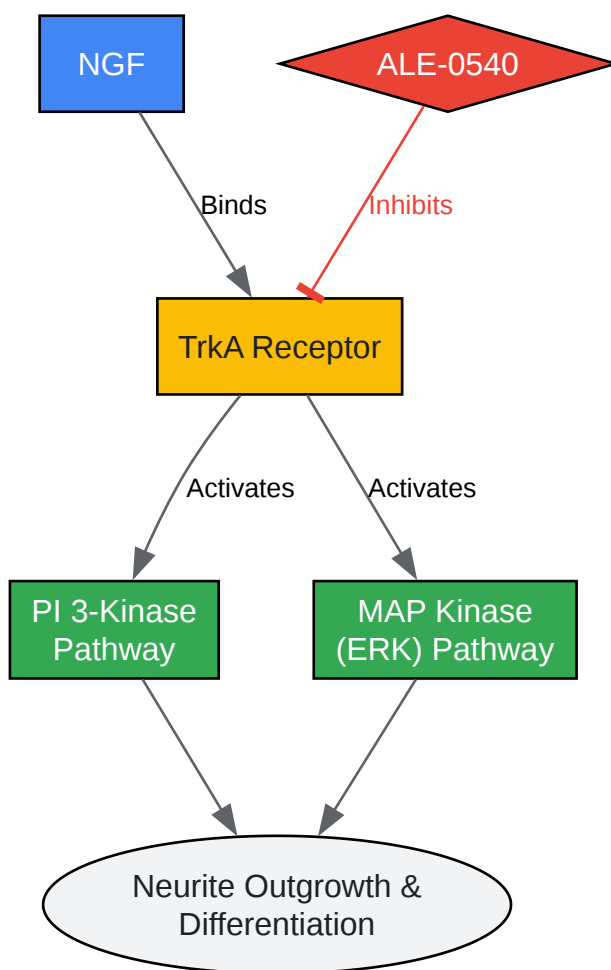 NGF
ALE-0540
Binds
Inhibits
TrkA Receptor
Activates
Activates
PI 3-Kinase
Pathway
MAP Kinase
(ERK) Pathway
Neurite Outgrowth &
Differentiation